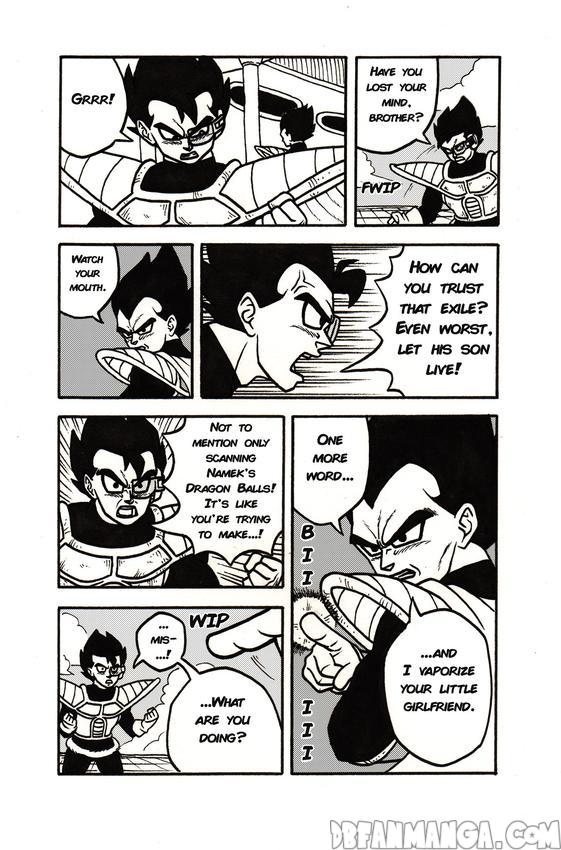 GRRR!
HAVE YOU
LOST YOUR
MIND,
BROTHER?
FWIP
WATCH
YOUR
MOUTH.
HOW CAN
YOU TRUST
THAT EXILE?
EVEN WORST,
LET HIS SON
LIVE!
NOT TO
MENTION ONLY
SCANNING
NAMEK'S
DRAGON BALLS!
IT'S LIKE
YOU'RE TRYING
TO MAKE...!
ONE
MORE
WORD...
BIIIII
...AND
I VAPORIZE
YOUR LITTLE
GIRLFRIEND.
...
MIS-
...!
WIP
...WHAT
ARE YOU
DOING?
DBFANMANGA.COM